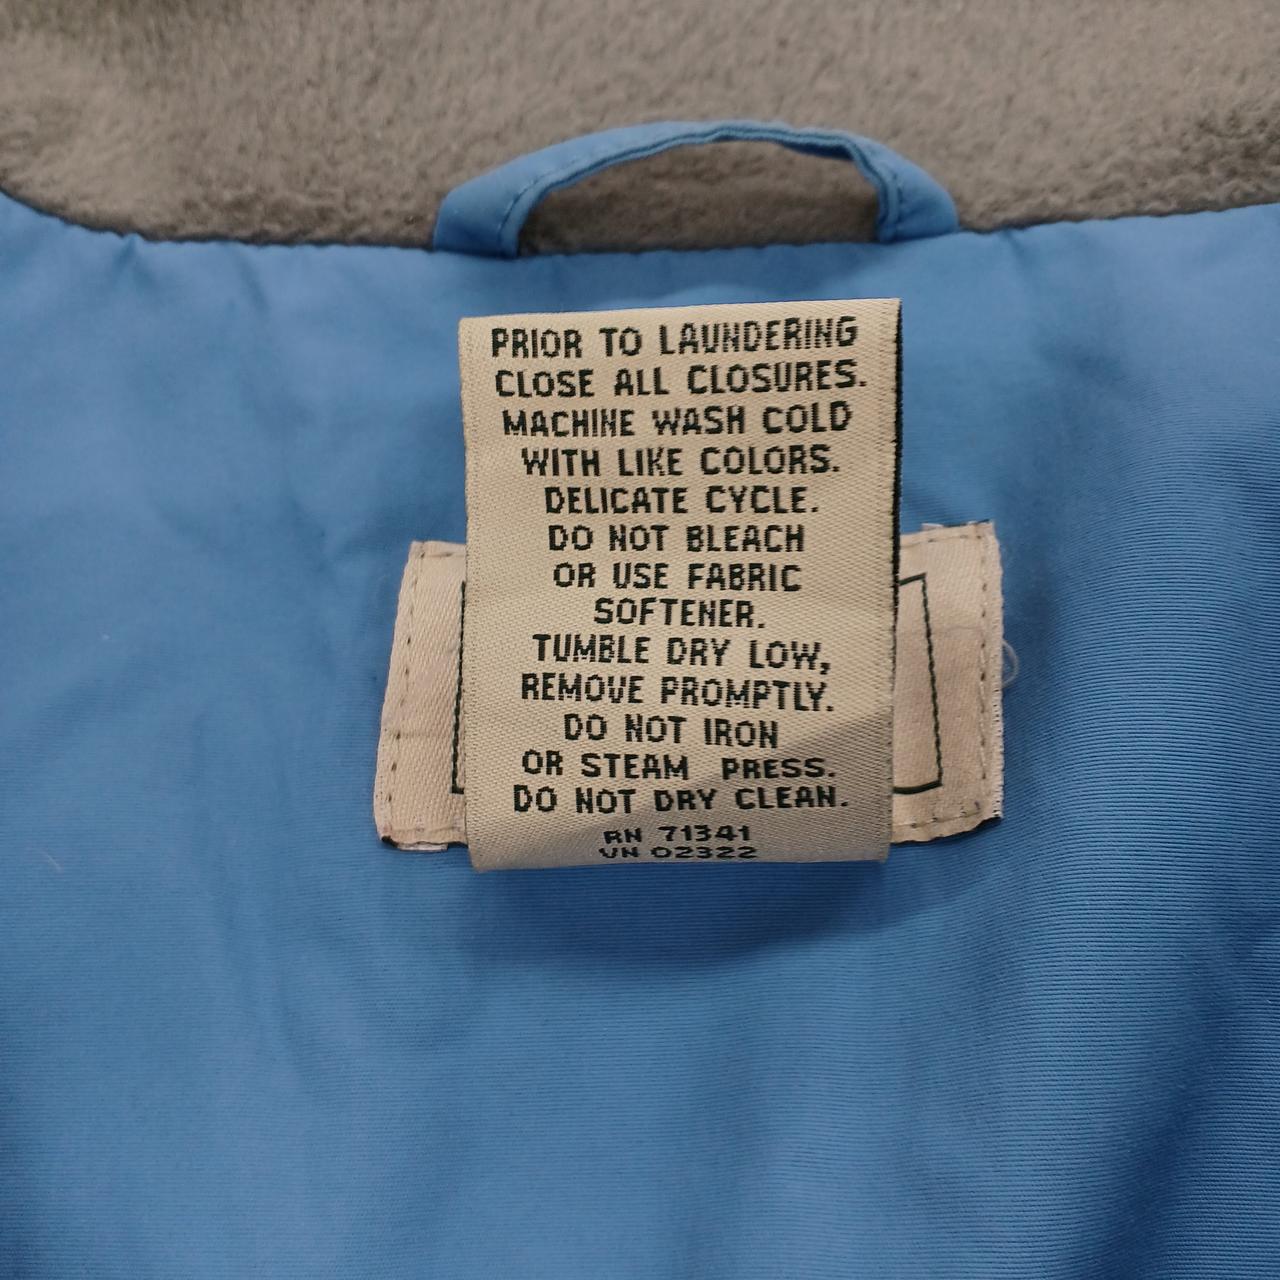 PRIOR TO LAUNDERING
CLOSE ALL CLOSURES.
MACHINE WASH COLD
WITH LIKE COLORS.
DELICATE CYCLE.
DO NOT BLEACH
OR USE FABRIC
SOFTENER.
TUMBLE DRY LOW,
REMOVE PROMPTLY.
DO NOT IRON
OR STEAM PRESS.
DO NOT DRY CLEAN.
RN 71341
VN 02322